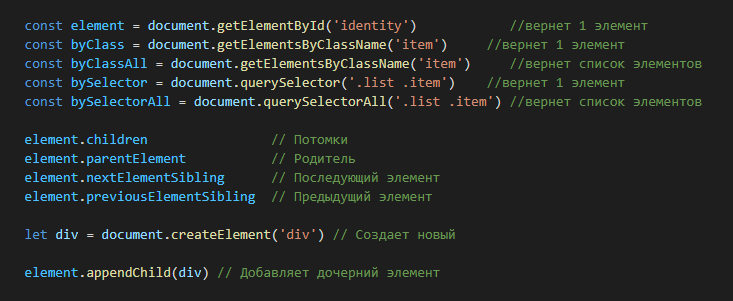 const element = document.getElementById('identity') //вернет 1 элемент
const byClass = document.getElementsByClassName('item') //вернет 1 элемент
const byClassAll = document.getElementsByClassName('item') //вернет список элементов
const bySelector = document.querySelector('.list .item') //вернет 1 элемент
const bySelectorAll = document.querySelectorAll('.list .item') //вернет список элементов
element.children // Потомки
element.parentElement // Родитель
element.nextElementSibling // Последующий элемент
element.previousElementSibling // Предыдущий элемент
let div = document.createElement('div') // Создает новый
element.appendChild(div) // Добавляет дочерний элемент